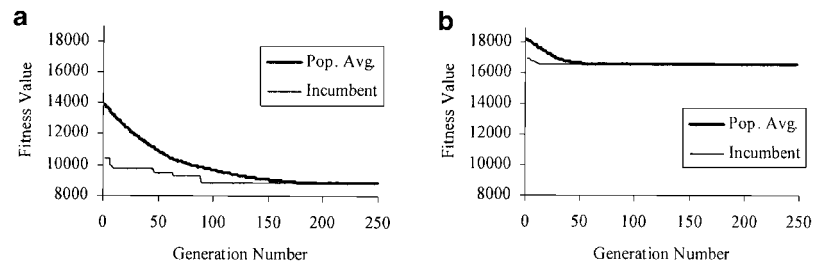 a
18000
16000
14000
12000
10000
8000
Fitness Value
Pop. Avg.
Incumbent
0 50 100 150 200 250
Generation Number
b
18000
16000
14000
12000
10000
8000
Fitness Value
Pop. Avg.
Incumbent
0 50 100 150 200 250
Generation Number